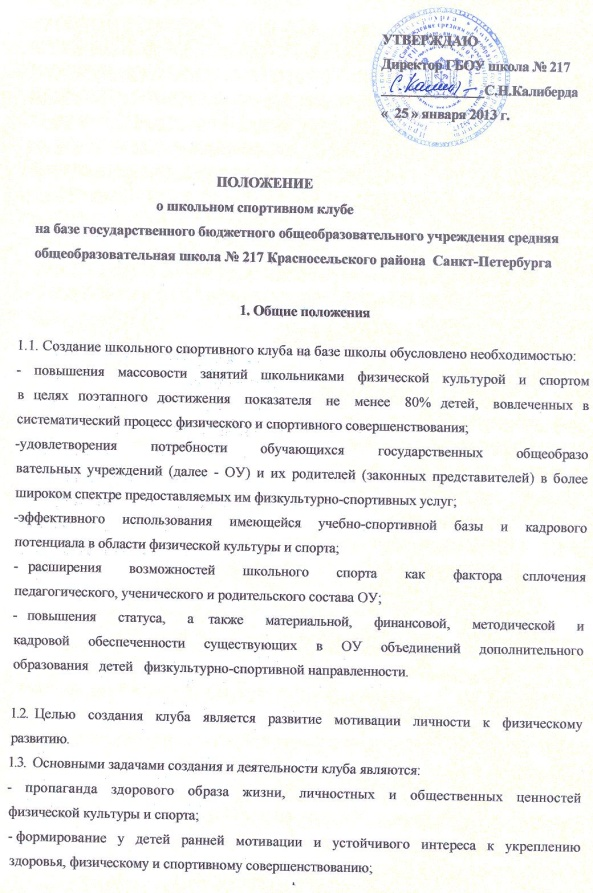 УТВЕРЖДАЮ
Директор ГБОУ школа № 217
С.Н.Калиберда
« 25 » января 2013 г.
ПОЛОЖЕНИЕ
о школьном спортивном клубе
на базе государственного бюджетного общеобразовательного учреждения средняя
общеобразовательная школа № 217 Красносельского района Санкт-Петербурга
1. Общие положения
1.1. Создание школьного спортивного клуба на базе школы обусловлено необходимостью:
- повышения массовости занятий школьниками физической культурой и спортом
в целях поэтапного достижения показателя не менее 80% детей, вовлеченных в
систематический процесс физического и спортивного совершенствования;
-удовлетворения потребности обучающихся государственных общеобразо
вательных учреждений (далее - ОУ) и их родителей (законных представителей) в более
широком спектре предоставляемых им физкультурно-спортивных услуг;
-эффективного использования имеющейся учебно-спортивной базы и кадрового
потенциала в области физической культуры и спорта;
- расширения возможностей школьного спорта как фактора сплочения
педагогического, ученического и родительского состава ОУ;
- повышения статуса, а также материальной, финансовой, методической и
кадровой обеспеченности существующих в ОУ объединений дополнительного
образования детей физкультурно-спортивной направленности.
1.2. Целью создания клуба является развитие мотивации личности к физическому
развитию.
1.3. Основными задачами создания и деятельности клуба являются:
- пропаганда здорового образа жизни, личностных и общественных ценностей
физической культуры и спорта;
- формирование у детей ранней мотивации и устойчивого интереса к укреплению
здоровья, физическому и спортивному совершенствованию;